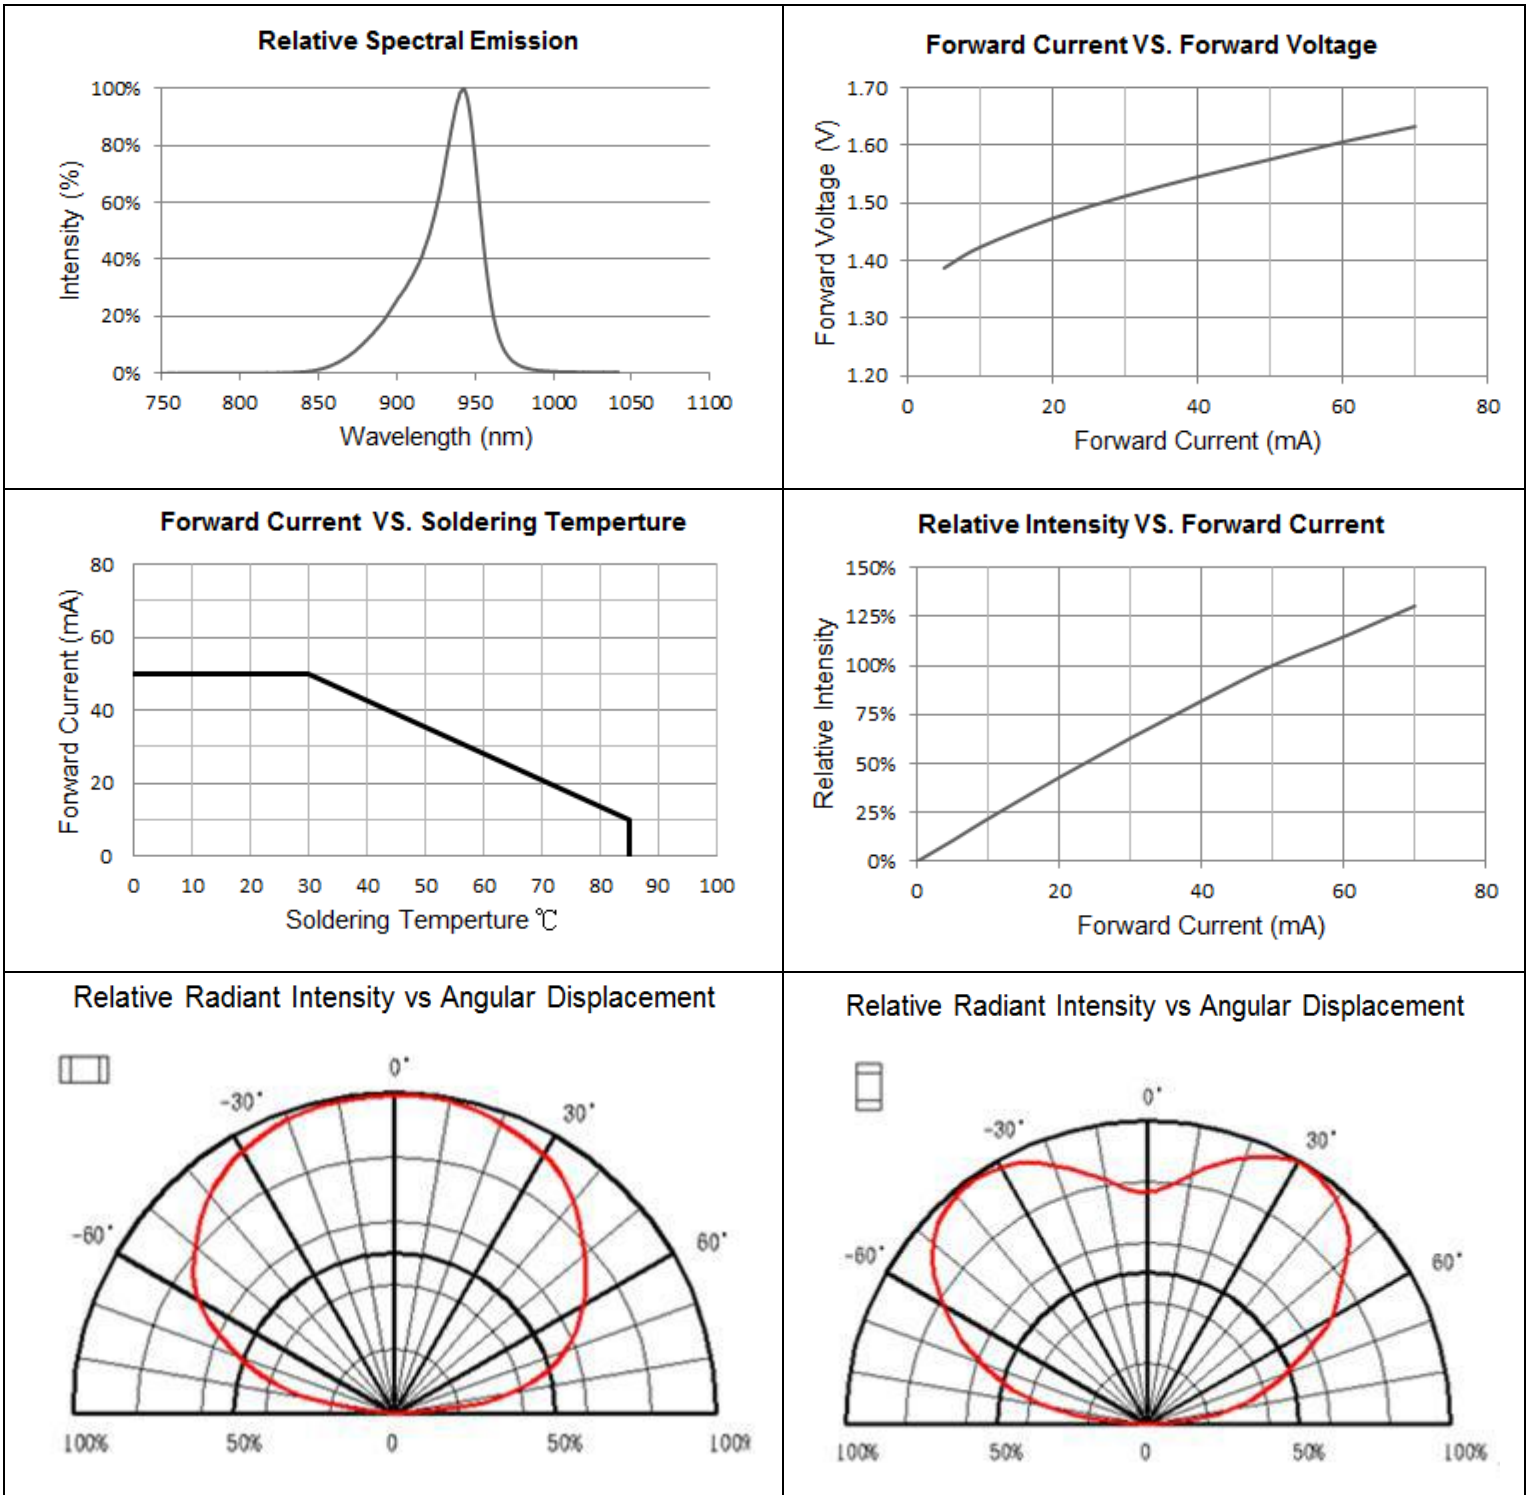 Relative Spectral Emission
100%
80%
60%
40%
20%
0%
Intensity (%)
750 800 850 900 950 1000 1050 1100
Wavelength (nm)
Forward Current VS. Forward Voltage
1.70
1.60
1.50
1.40
1.30
1.20
Forward Voltage (V)
0 20 40 60 80
Forward Current (mA)
Forward Current VS. Soldering Temperture
80
60
40
20
0
Forward Current (mA)
0 10 20 30 40 50 60 70 80 90 100
Soldering Temperture ℃
Relative Intensity VS. Forward Current
150%
125%
100%
75%
50%
25%
0%
Relative Intensity
0 20 40 60 80
Forward Current (mA)
Relative Radiant Intensity vs Angular Displacement
0°
-30° 30°
-60° 60°
100% 50% 0 50% 100%
Relative Radiant Intensity vs Angular Displacement
0°
-30° 30°
-60° 60°
100% 50% 0 50% 100%